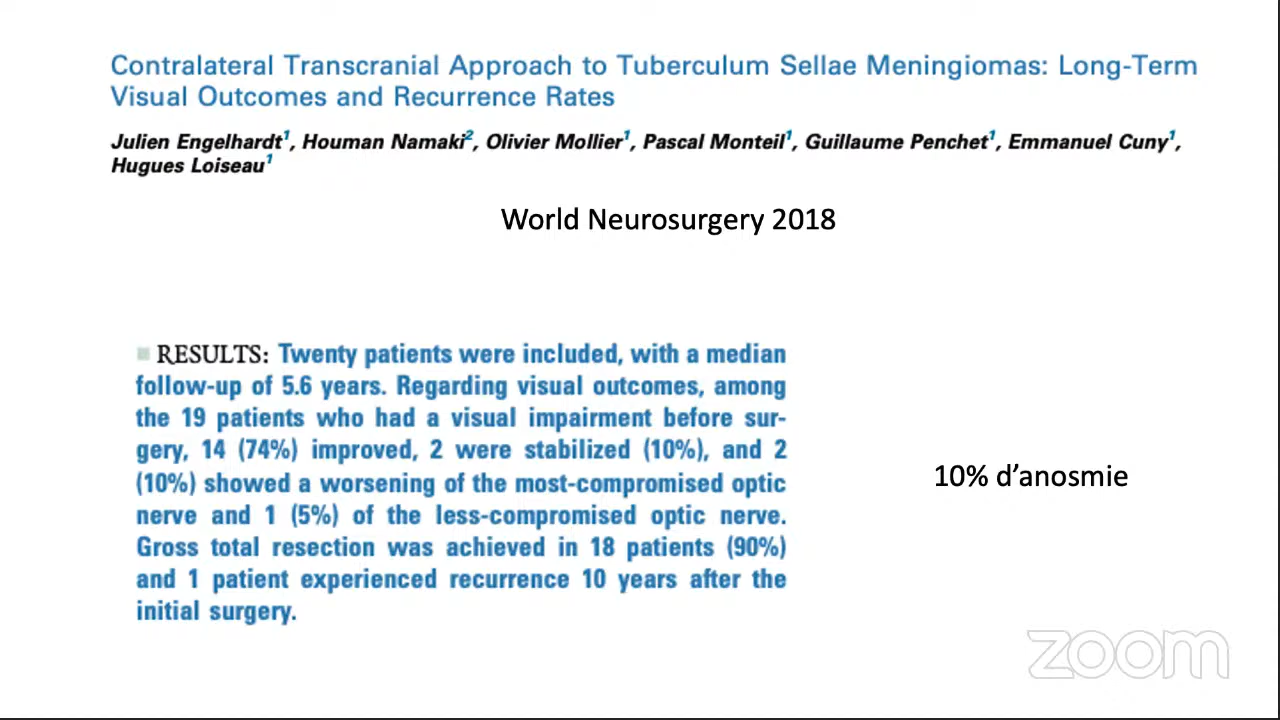 Contralateral Transcranial Approach to Tuberculum Sellae Meningiomas: Long-Term
Visual Outcomes and Recurrence Rates
Julien Engelhardt1, Houman Namaki2, Olivier Mollier1, Pascal Monteil1, Guillaume Penchet1, Emmanuel Cuny1,
Hugues Loiseau1
World Neurosurgery 2018
RESULTS: Twenty patients were included, with a median
follow-up of 5.6 years. Regarding visual outcomes, among
the 19 patients who had a visual impairment before sur-
gery, 14 (74%) improved, 2 were stabilized (10%), and 2
(10%) showed a worsening of the most-compromised optic
nerve and 1 (5%) of the less-compromised optic nerve.
Gross total resection was achieved in 18 patients (90%)
and 1 patient experienced recurrence 10 years after the
initial surgery.
10% d’anosmie
zoom